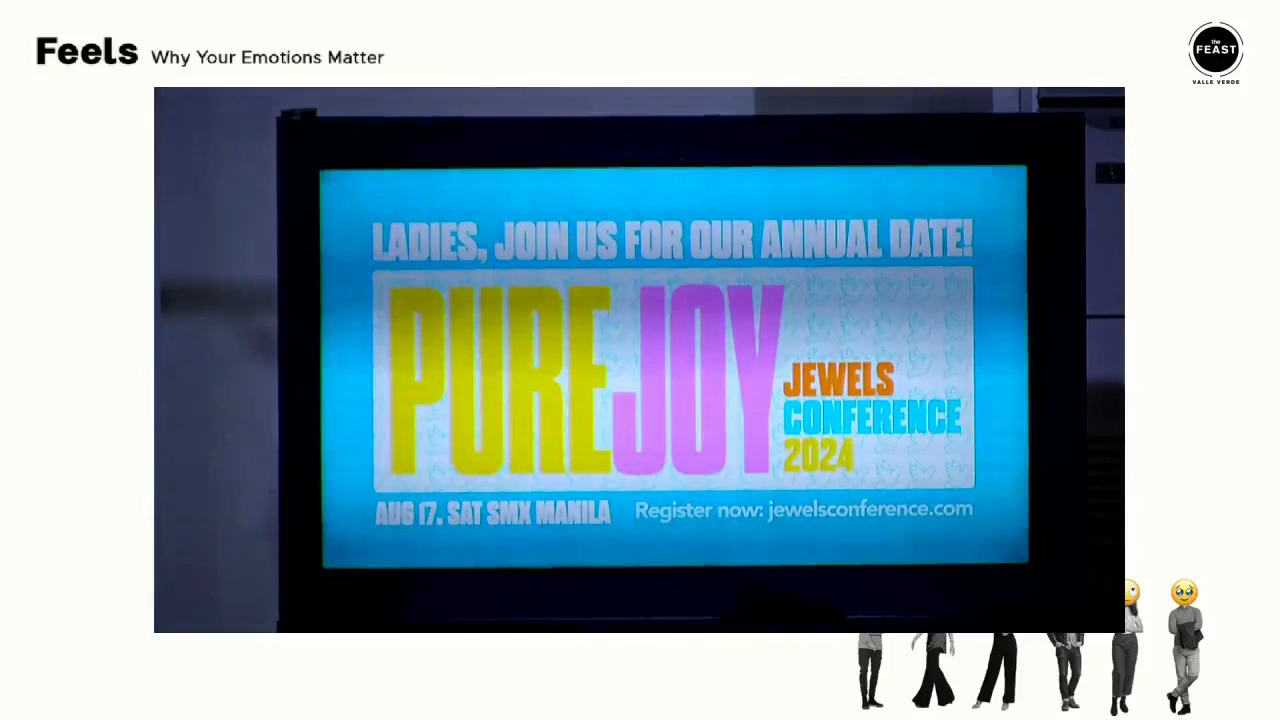 Feels Why Your Emotions Matter
the
FEAST
VALLE VERDE
LADIES, JOIN US FOR OUR ANNUAL DATE!
PURE JOY
JEWELS
CONFERENCE
2024
AUG 17, SAT SMX MANILA
Register now: jewelsconference.com